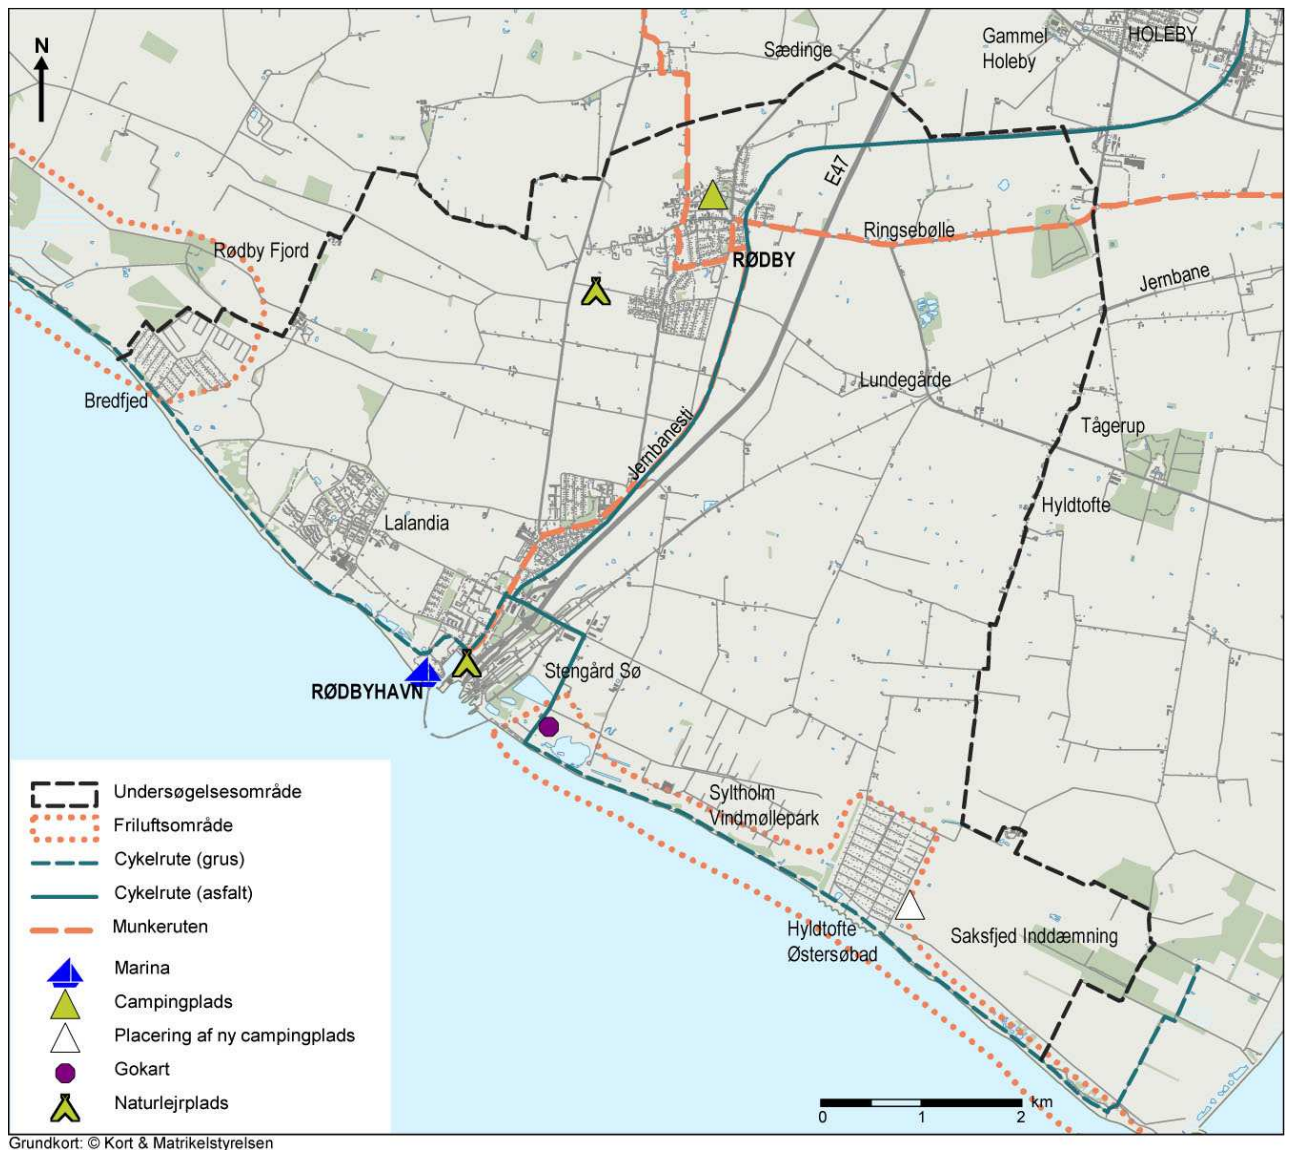 N
Sædinge
Gammel
Holeby
HOLEBY
E47
Rødby Fjord
Ringsebølle
RØDBY
Jernbane
Bredfjed
Lundegårde
Tågerup
Jernbanesti
Hyldtofte
Lalandia
Stengård Sø
RØDBYHAVN
Syltholm
Vindmøllepark
Hyldtofte
Østersøbad
Saksfjed Inddæmning
Undersøgelsesområde
Friluftsområde
Cykelrute (grus)
Cykelrute (asfalt)
Munkeruten
Marina
Campingplads
Placering af ny campingplads
Gokart
Naturlejrplads
km
0 1 2
Grundkort: © Kort & Matrikelstyrelsen